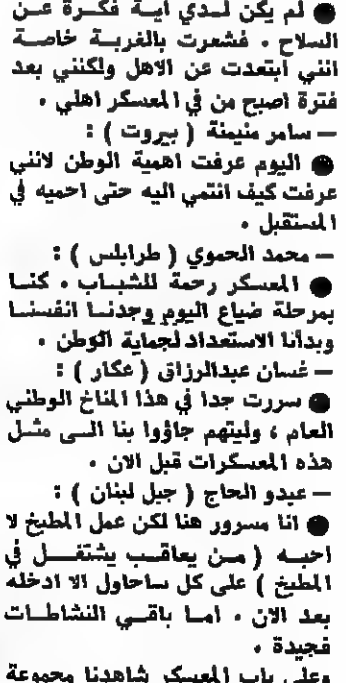 ● لم يكن لدي اية فكرة عن
السلاح . فشعرت بالغربة خاصة
انني ابتعدت عن الاهل ولكنني بعد
فترة اصبح من في المعسكر اهلي .
— سامر منيمنة ( بيروت ) :
● اليوم عرفت اهمية الوطن لانني
عرفت كيف انتمي اليه حتى احميه في
المستقبل .
— محمد الحموي ( طرابلس ) :
● المعسكر رحمة للشباب . كنا
بمرحلة ضياع اليوم وجدنا انفسنا
وبدأنا الاستعداد لحماية الوطن .
— غسان عبدالرزاق ( عكار ) :
● سررت جدا في هذا المناخ الوطني
العام ، وليتهم جاؤوا بنا الى مثل
هذه المعسكرات قبل الان .
— عبدو الحاج ( جبل لبنان ) :
● انا مسرور هنا لكن عمل المطبخ لا
احبه ( من يعاقب يشتغل في
المطبخ ) على كل ساحاول الا ادخله
بعد الان . اما باقي النشاطات
فجيدة .
وعلى باب المعسكر شاهدنا مجموعة